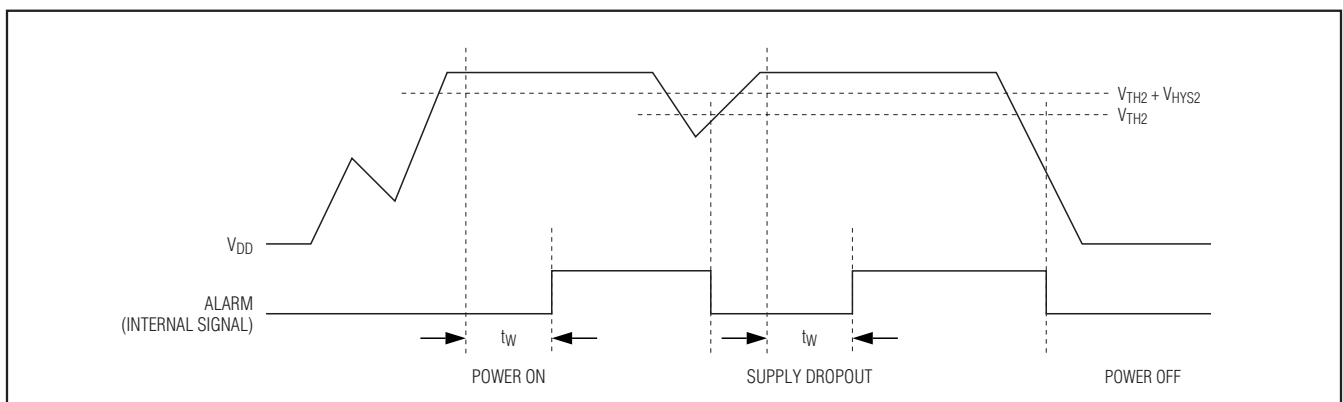 V_TH2 + V_HYS2
V_TH2
V_DD
ALARM
(INTERNAL SIGNAL)
t_W
t_W
POWER ON
SUPPLY DROPOUT
POWER OFF